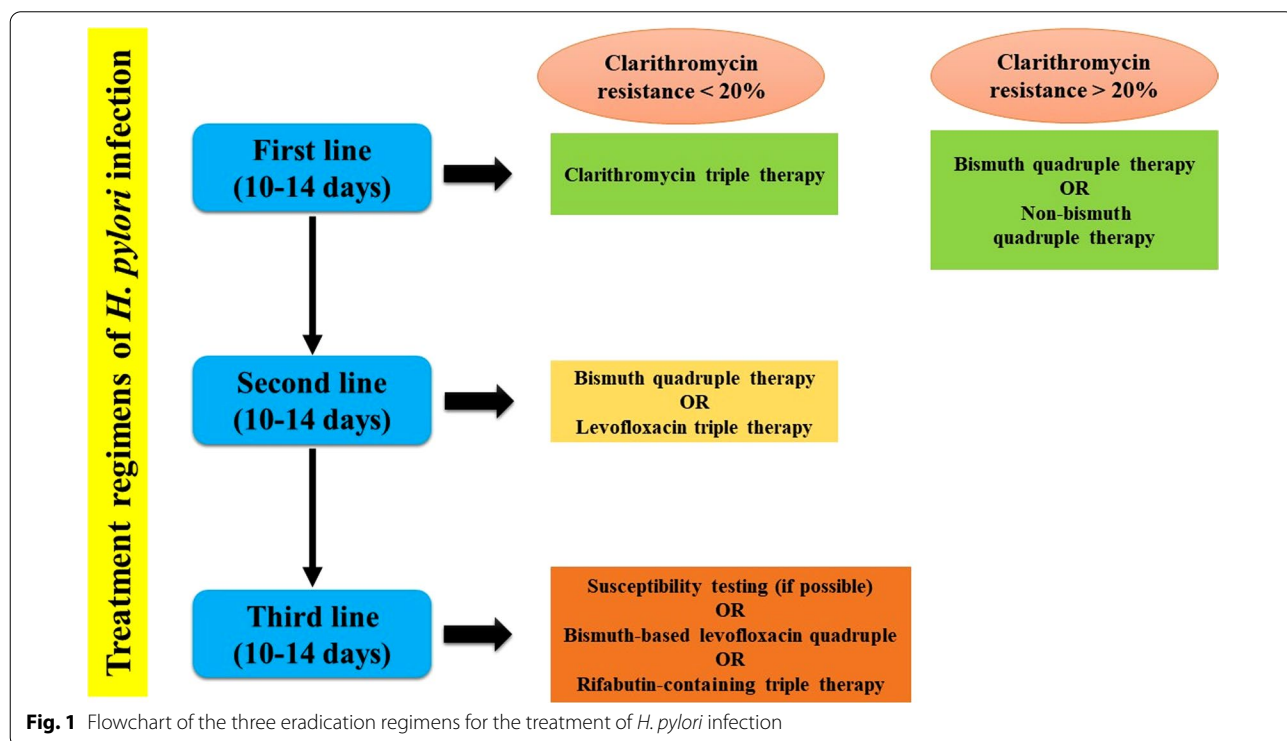 Treatment regimens of H. pylori infection
Clarithromycin
resistance < 20%
Clarithromycin
resistance > 20%
First line
(10-14 days)
Clarithromycin triple therapy
Bismuth quadruple therapy
OR
Non-bismuth
quadruple therapy
Second line
(10-14 days)
Bismuth quadruple therapy
OR
Levofloxacin triple therapy
Third line
(10-14 days)
Susceptibility testing (if possible)
OR
Bismuth-based levofloxacin quadruple
OR
Rifabutin-containing triple therapy
Fig. 1 Flowchart of the three eradication regimens for the treatment of H. pylori infection